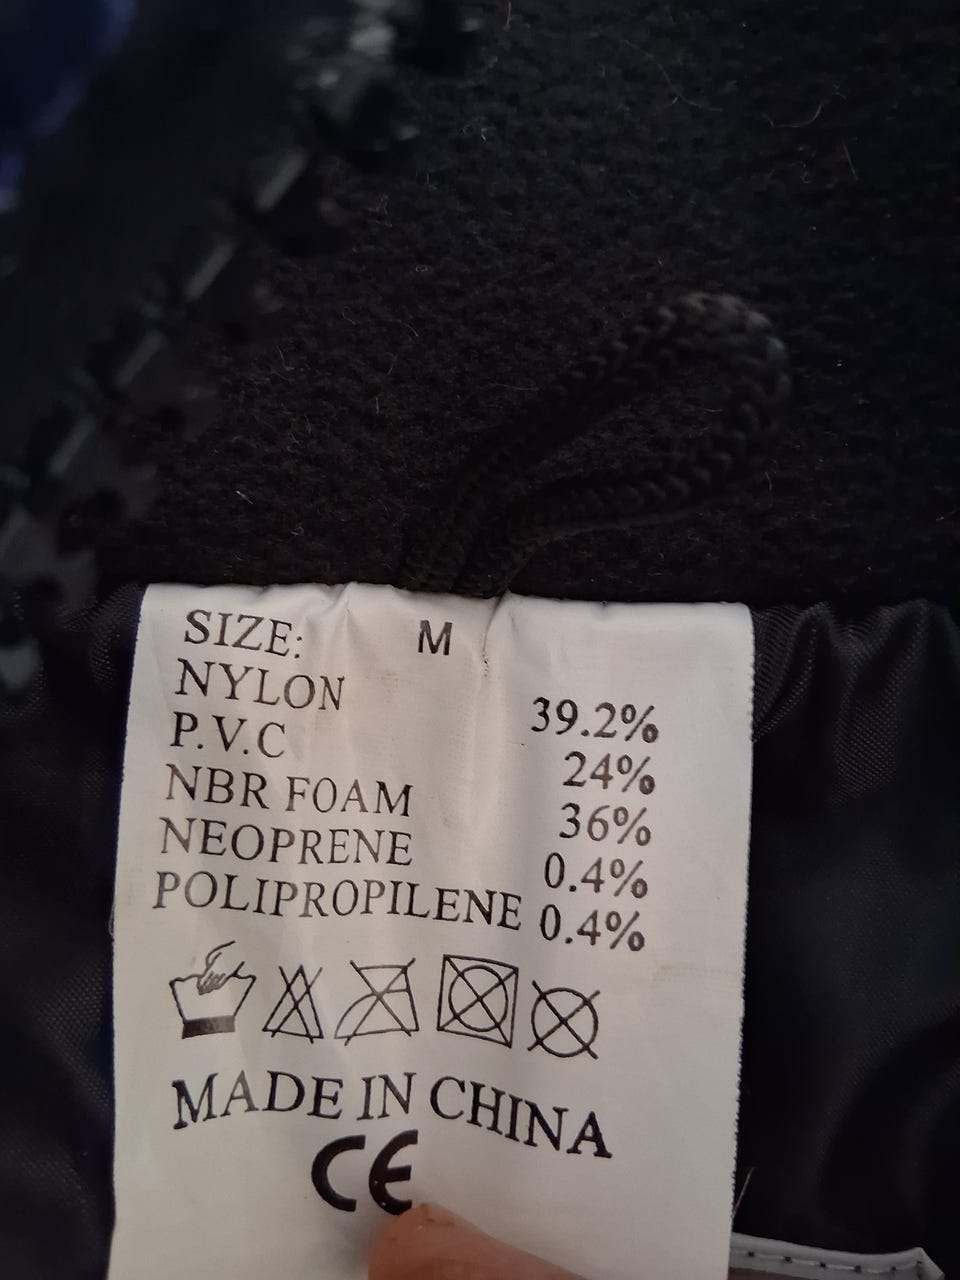 SIZE: M
NYLON 39.2%
P.V.C 24%
NBR FOAM 36%
NEOPRENE 0.4%
POLIPROPILENE 0.4%
MADE IN CHINA
CE